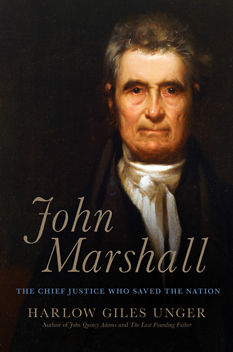 John
Marshall
THE CHIEF JUSTICE WHO SAVED THE NATION
HARLOW GILES UNGER
Author of John Quincy Adams and The Last Founding Father